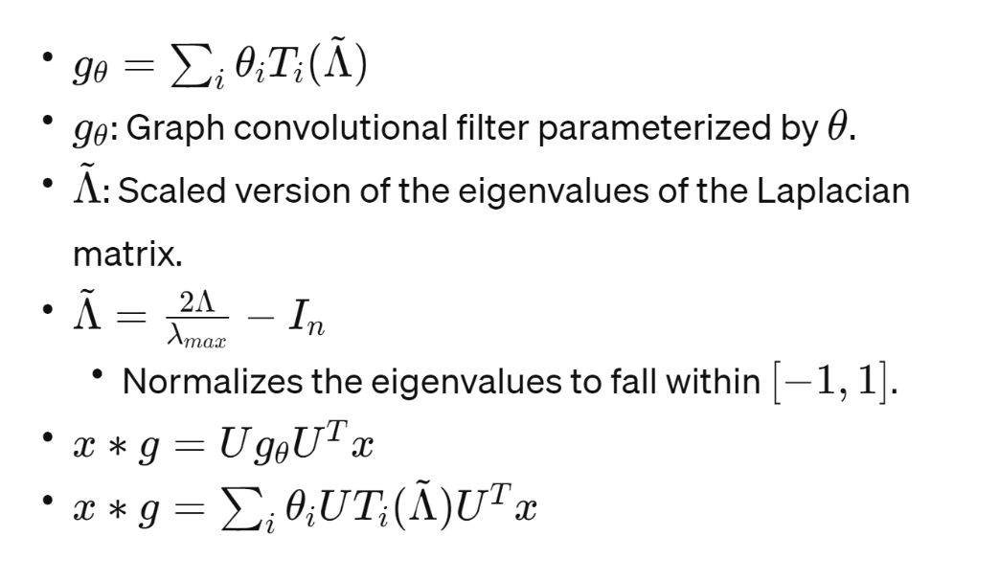 • $g_\theta = \sum_i \theta_i T_i(\tilde{\Lambda})$
• $g_\theta$: Graph convolutional filter parameterized by $\theta$.
• $\tilde{\Lambda}$: Scaled version of the eigenvalues of the Laplacian
matrix.
• $\tilde{\Lambda} = \frac{2\Lambda}{\lambda_{max}} - I_n$
• Normalizes the eigenvalues to fall within $[-1, 1]$.
• $x * g = U g_\theta U^T x$
• $x * g = \sum_i \theta_i U T_i(\tilde{\Lambda}) U^T x$